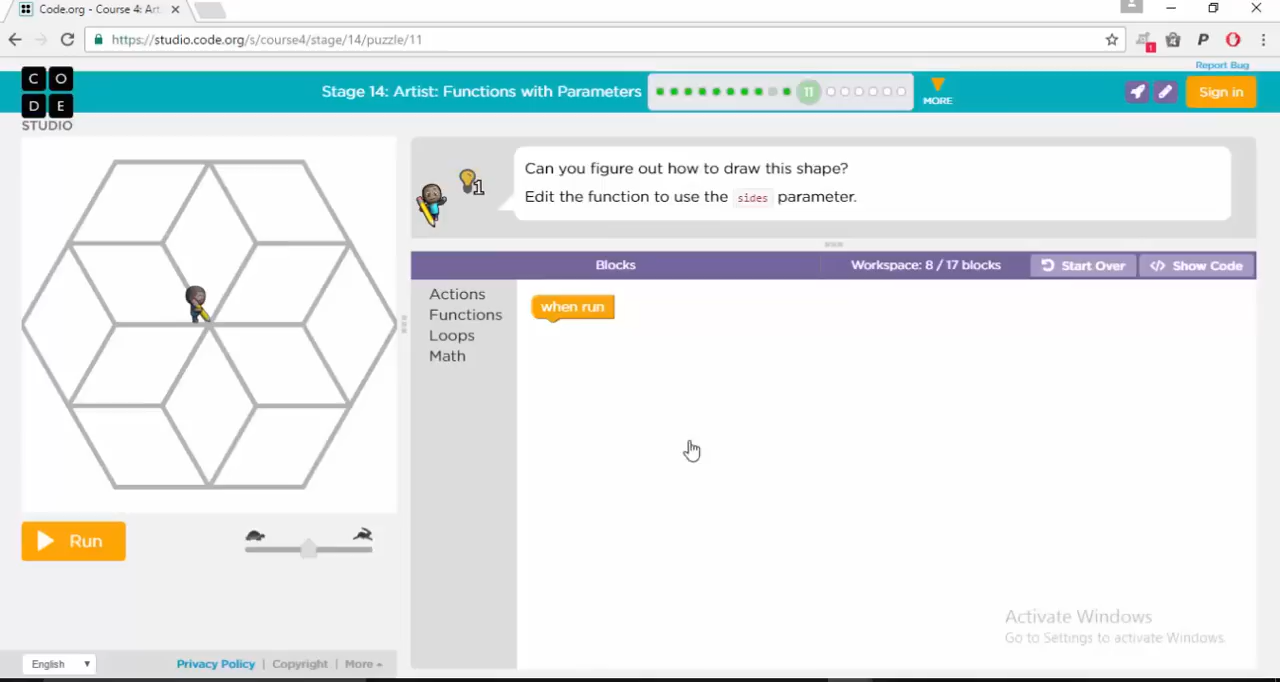 Code.org - Course 4: Art
https://studio.code.org/s/course4/stage/14/puzzle/11
Report Bug
CODE
STUDIO
Stage 14: Artist: Functions with Parameters
11
MORE
Sign in
1
Can you figure out how to draw this shape?
Edit the function to use the sides parameter.
Blocks
Workspace: 8 / 17 blocks
Start Over
</> Show Code
Actions
Functions
Loops
Math
when run
Run
Activate Windows
Go to Settings to activate Windows.
English
Privacy Policy | Copyright | More